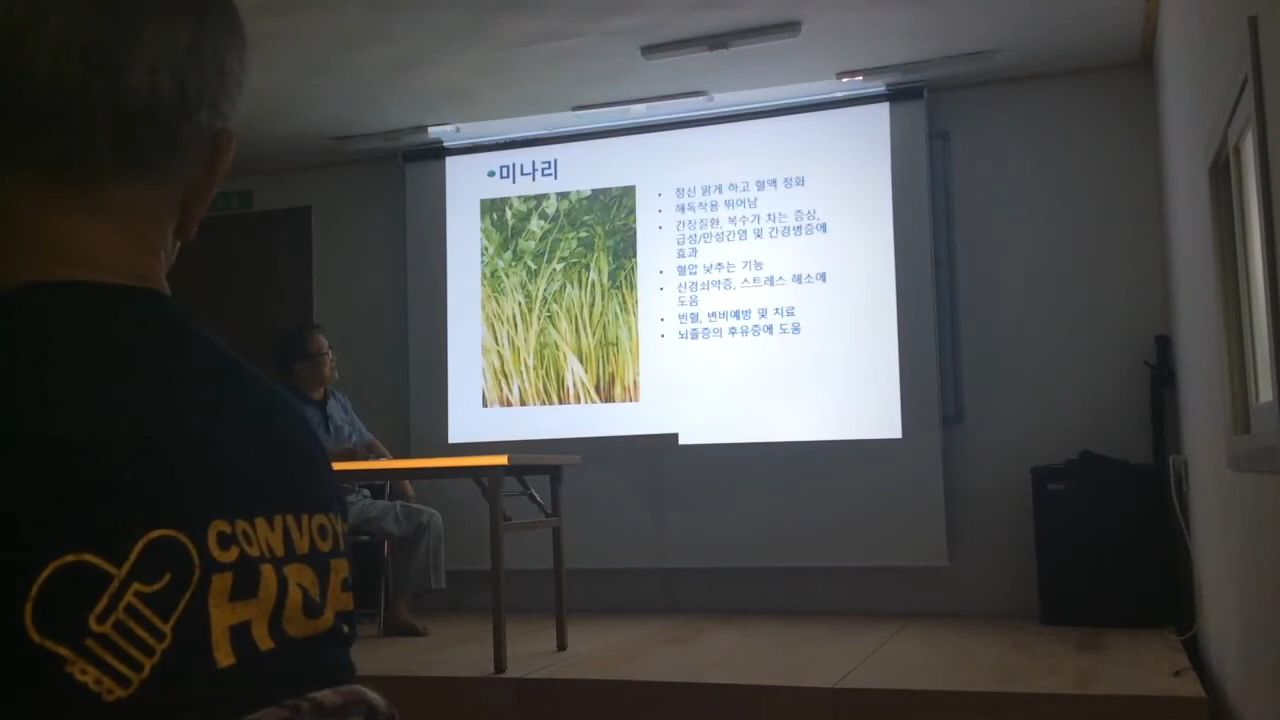 •미나리
• 정신 맑게 하고 혈액 정화
• 해독작용 뛰어남
• 간장질환, 복수가 차는 증상,
급성/만성간염 및 간경병증에
효과
• 혈압 낮추는 기능
• 신경쇠약증, 스트레스 해소에
도움
• 빈혈, 변비예방 및 치료
• 뇌졸증의 후유증에 도움
CONVOY